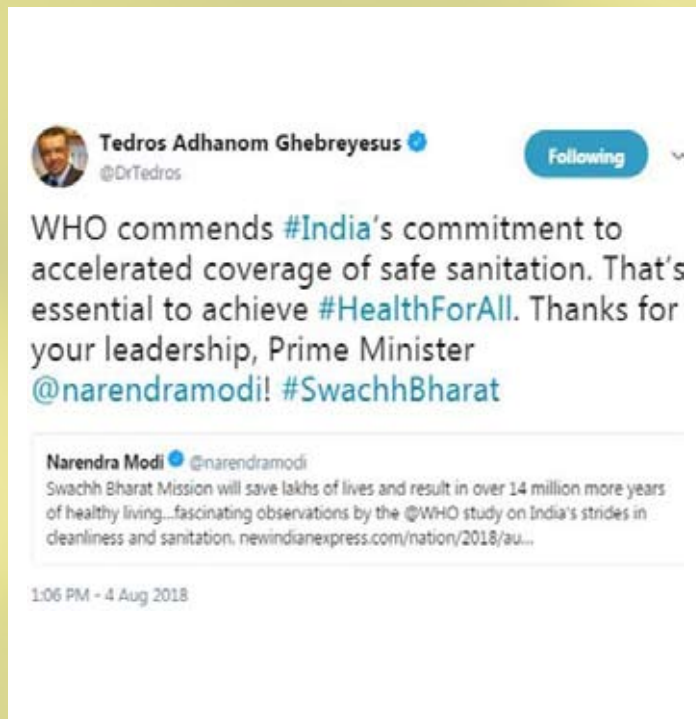 Tedros Adhanom Ghebreyesus
@DrTedros
Following
WHO commends #India's commitment to
accelerated coverage of safe sanitation. That's
essential to achieve #HealthForAll. Thanks for
your leadership, Prime Minister
@narendramodi! #SwachhBharat
Narendra Modi @narendramodi
Swachh Bharat Mission will save lakhs of lives and result in over 14 million more years
of healthy living...fascinating observations by the @WHO study on India's strides in
cleanliness and sanitation. newindianexpress.com/nation/2018/au...
1:06 PM - 4 Aug 2018